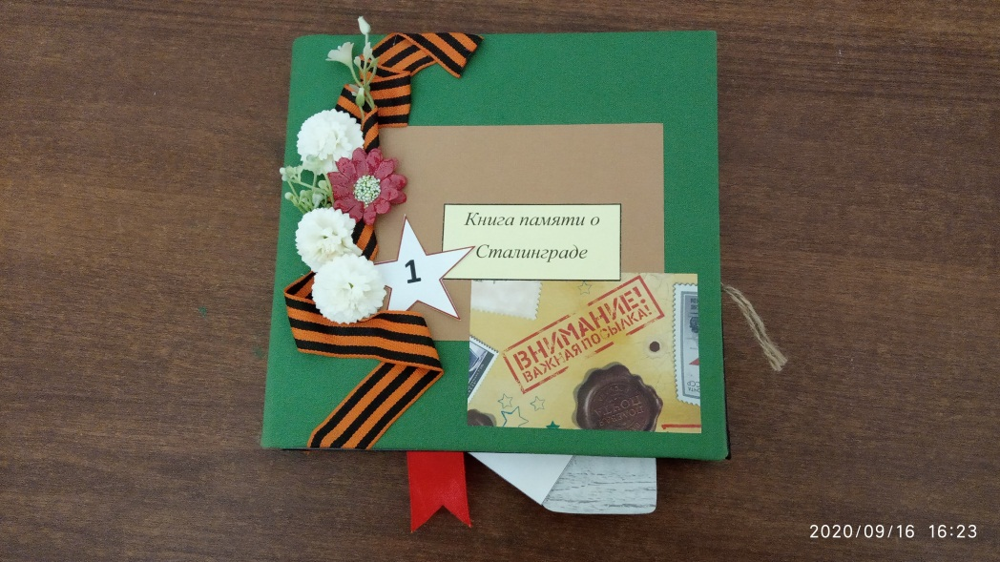 Книга памяти о
Сталинграде
1
ВНИМАНИЕ!
ВАЖНАЯ ПОСЫЛКА!
2020/09/16 16:23